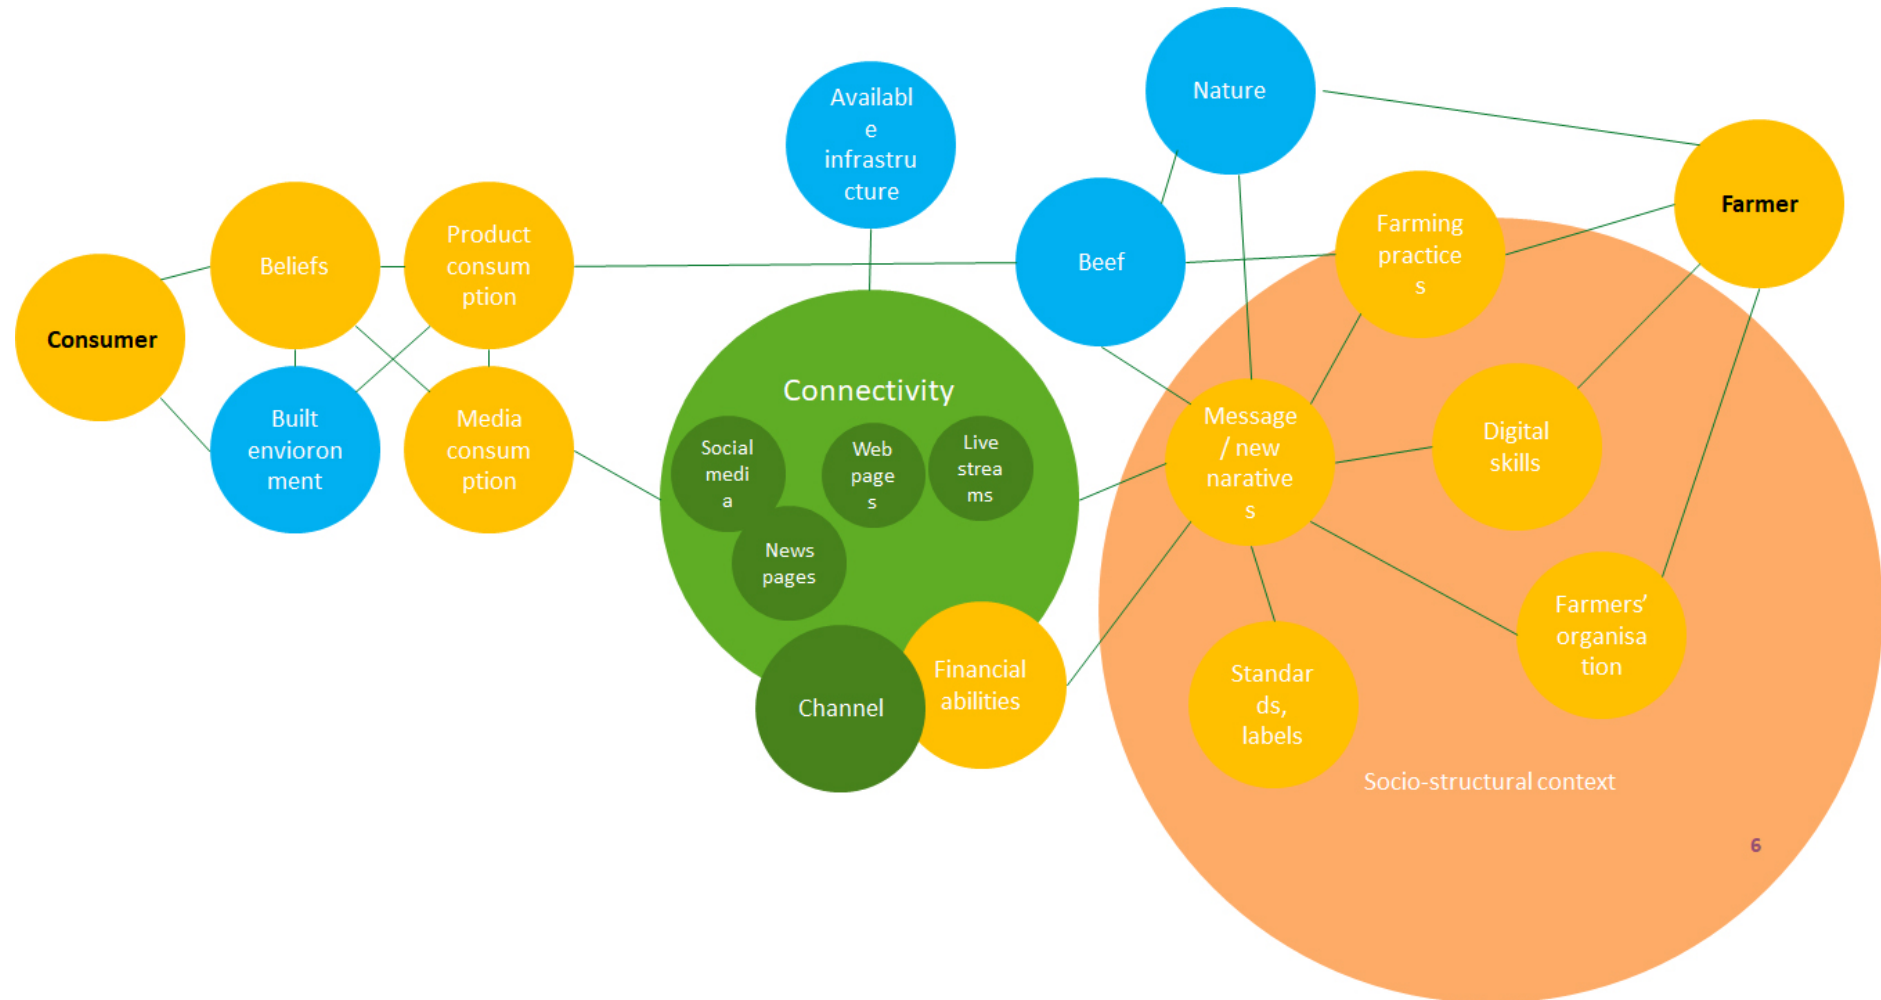 Availabl
e
infrastru
cture
Nature
Farmer
Beliefs
Product
consum
ption
Beef
Farming
practice
s
Consumer
Built
envioron
ment
Media
consum
ption
Connectivity
Social
medi
a
Web
page
s
Live
strea
ms
News
pages
Message
/ new
narative
s
Digital
skills
Channel
Financial
abilities
Standar
ds,
labels
Farmers’
organisa
tion
Socio-structural context
6